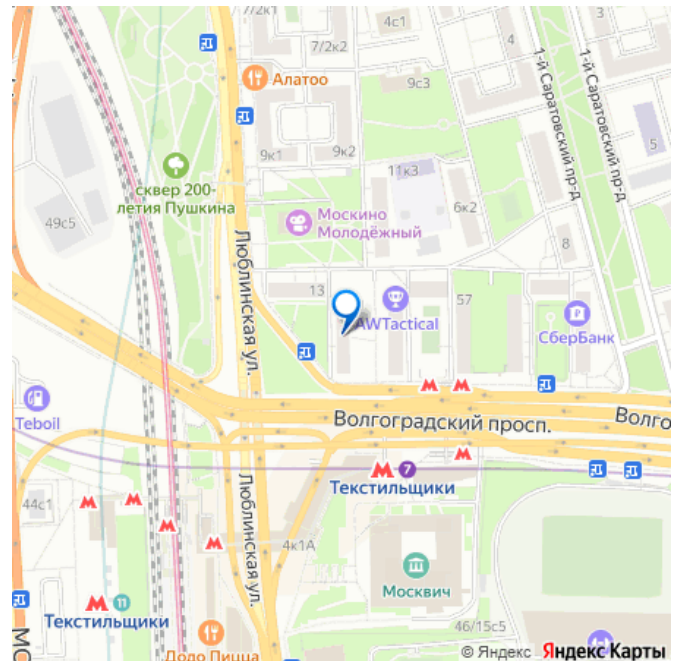 7/2к1
4с1
7/2к2
4
Алатоо
9с3
1-й Саратовский пр-д
1-й Саратовский пр-д
5
9к1
9к2
11к3
сквер 200-
летия Пушкина
6к2
49с5
Москино
Молодёжный
8
Люблинская ул.
13
57
AWTactical
СберБанк
Teboil
Волгоградский просп.
Волго
7
Текстильщики
44с1
4к1А
Люблинская ул.
Москвич
11
Текстильщики
46/15с5
Додо Пицца
МО
© Яндекс Яндекс Карты